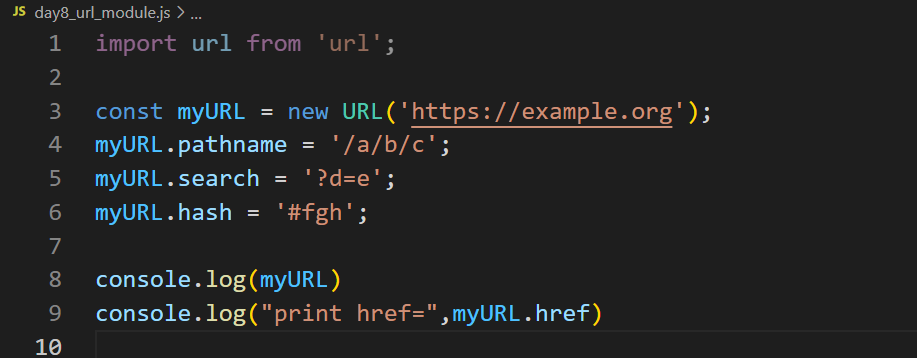 JS day8_url_module.js > ...
1 import url from 'url';
2
3 const myURL = new URL('https://example.org');
4 myURL.pathname = '/a/b/c';
5 myURL.search = '?d=e';
6 myURL.hash = '#fgh';
7
8 console.log(myURL)
9 console.log("print href=",myURL.href)
10